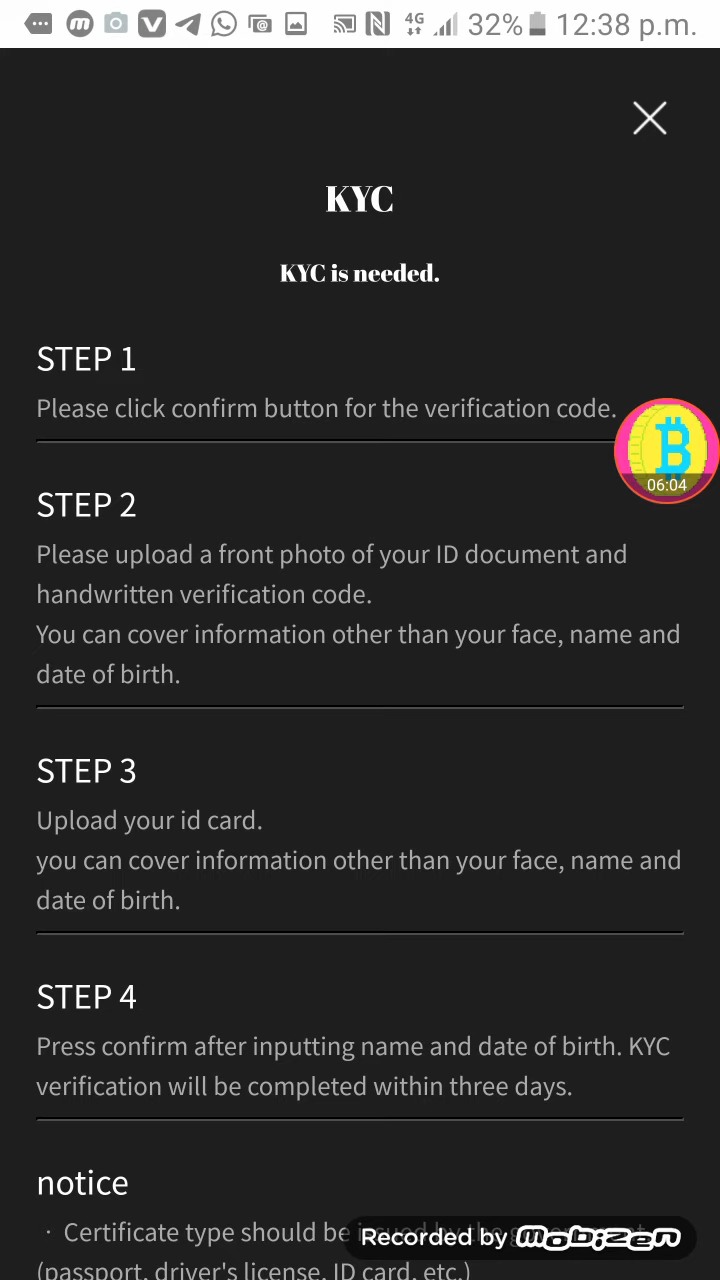 4G 32% 12:38 p.m.
KYC
KYC is needed.
STEP 1
Please click confirm button for the verification code.
B
06:04
STEP 2
Please upload a front photo of your ID document and
handwritten verification code.
You can cover information other than your face, name and
date of birth.
STEP 3
Upload your id card.
you can cover information other than your face, name and
date of birth.
STEP 4
Press confirm after inputting name and date of birth. KYC
verification will be completed within three days.
notice
· Certificate type should be issued by the government
Recorded by mobizen
(passport, driver's license, ID card, etc.)